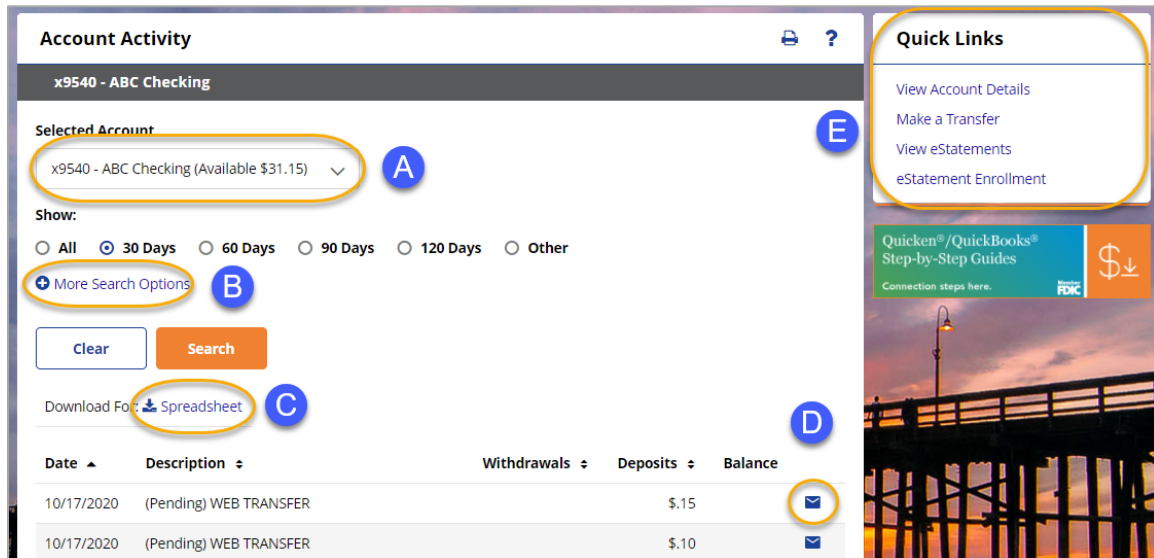 Account Activity
?
x9540 - ABC Checking
Selected Account
x9540 - ABC Checking (Available $31.15)
A
Show:
All 30 Days 60 Days 90 Days 120 Days Other
More Search Options
B
Clear Search
Download For: Spreadsheet
C
D
Date Description Withdrawals Deposits Balance
10/17/2020 (Pending) WEB TRANSFER $.15
10/17/2020 (Pending) WEB TRANSFER $.10
E
Quick Links
View Account Details
Make a Transfer
View eStatements
eStatement Enrollment
Quicken®/QuickBooks®
Step-by-Step Guides
Connection steps here.
Member
FDIC
$